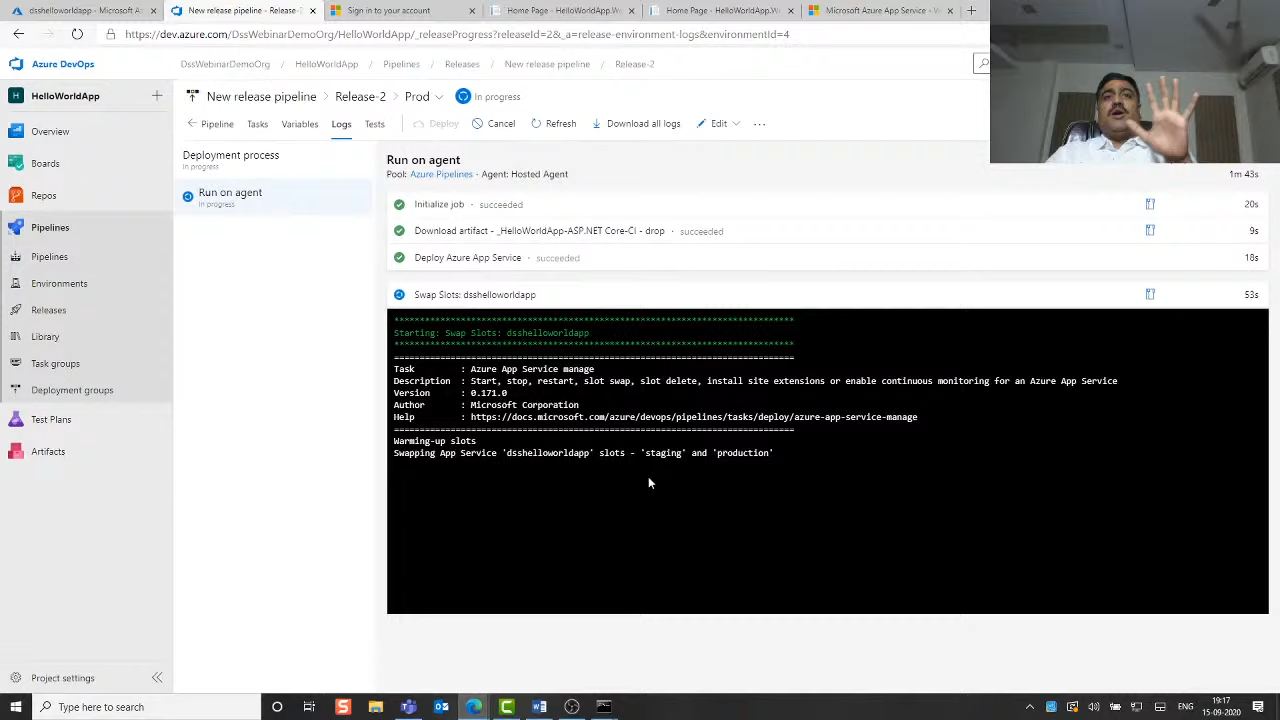 dsshelloworldapp - Microsoft Az
New release pipeline - Release-2
Sign in to your account
Home Page - HelloWorldApp.We
Home Page - HelloWorldApp.We
Microsoft Azure App Service - W
https://dev.azure.com/DssWebinarDemoOrg/HelloWorldApp/_releaseProgress?releaseId=2&_a=release-environment-logs&environmentId=4
Azure DevOps
DssWebinarDemoOrg / HelloWorldApp / Pipelines / Releases / New release pipeline / Release-2
H HelloWorldApp
New release pipeline > Release-2 > Prod In progress
Pipeline Tasks Variables Logs Tests Deploy Cancel Refresh Download all logs Edit ...
Overview
Boards
Repos
Pipelines
Pipelines
Environments
Releases
Library
Task groups
Deployment groups
Test Plans
Artifacts
Project settings
Deployment process
In progress
Run on agent
In progress
Run on agent
Pool: Azure Pipelines - Agent: Hosted Agent 1m 43s
Initialize job · succeeded 20s
Download artifact - _HelloWorldApp-ASP.NET Core-CI - drop · succeeded 9s
Deploy Azure App Service · succeeded 18s
Swap Slots: dsshelloworldapp 53s
Starting: Swap Slots: dsshelloworldapp
Task : Azure App Service manage
Description : Start, stop, restart, slot swap, slot delete, install site extensions or enable continuous monitoring for an Azure App Service
Version : 0.171.0
Author : Microsoft Corporation
Help : https://docs.microsoft.com/azure/devops/pipelines/tasks/deploy/azure-app-service-manage
Warming-up slots
Swapping App Service 'dsshelloworldapp' slots - 'staging' and 'production'
Type here to search
ENG
19:17
15-09-2020